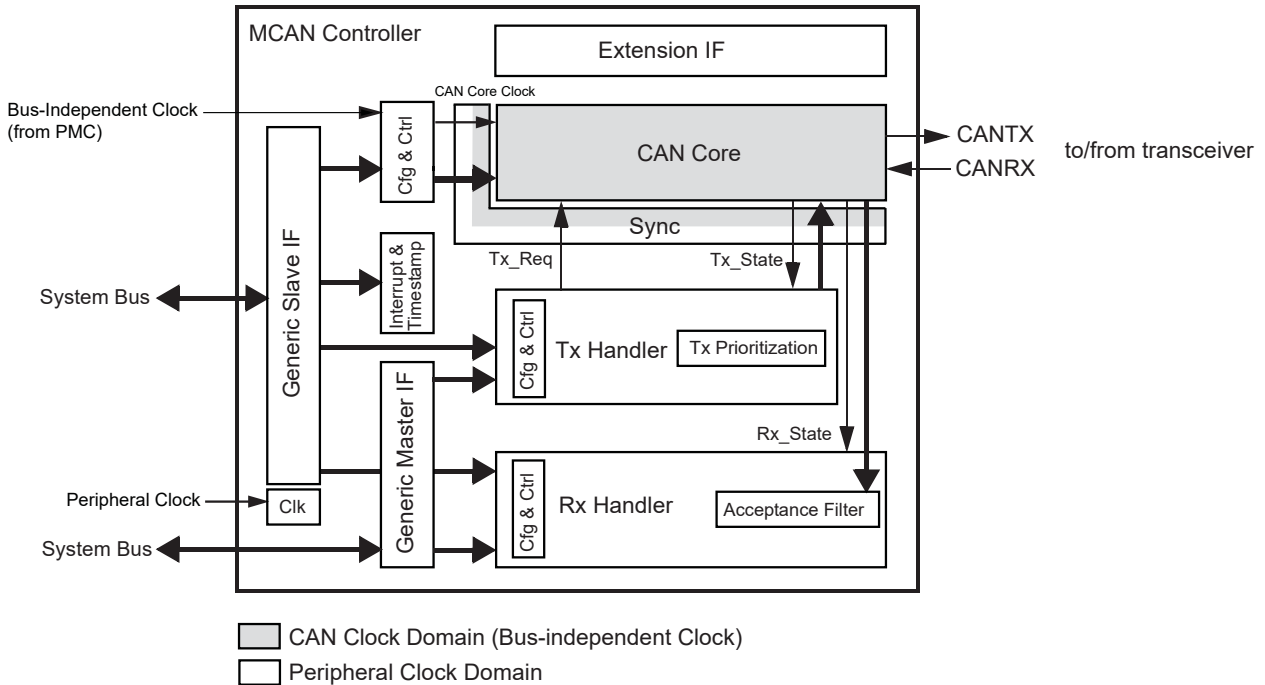 MCAN Controller
Extension IF
CAN Core Clock
Bus-Independent Clock
(from PMC)
Cfg & Ctrl
CAN Core
CANTX
CANRX
to/from transceiver
Sync
Tx_Req
Tx_State
Generic Slave IF
Interrupt &
Timestamp
System Bus
Cfg & Ctrl
Tx Handler
Tx Prioritization
Generic Master IF
Rx_State
Peripheral Clock
Clk
Cfg & Ctrl
Rx Handler
Acceptance Filter
System Bus
CAN Clock Domain (Bus-independent Clock)
Peripheral Clock Domain